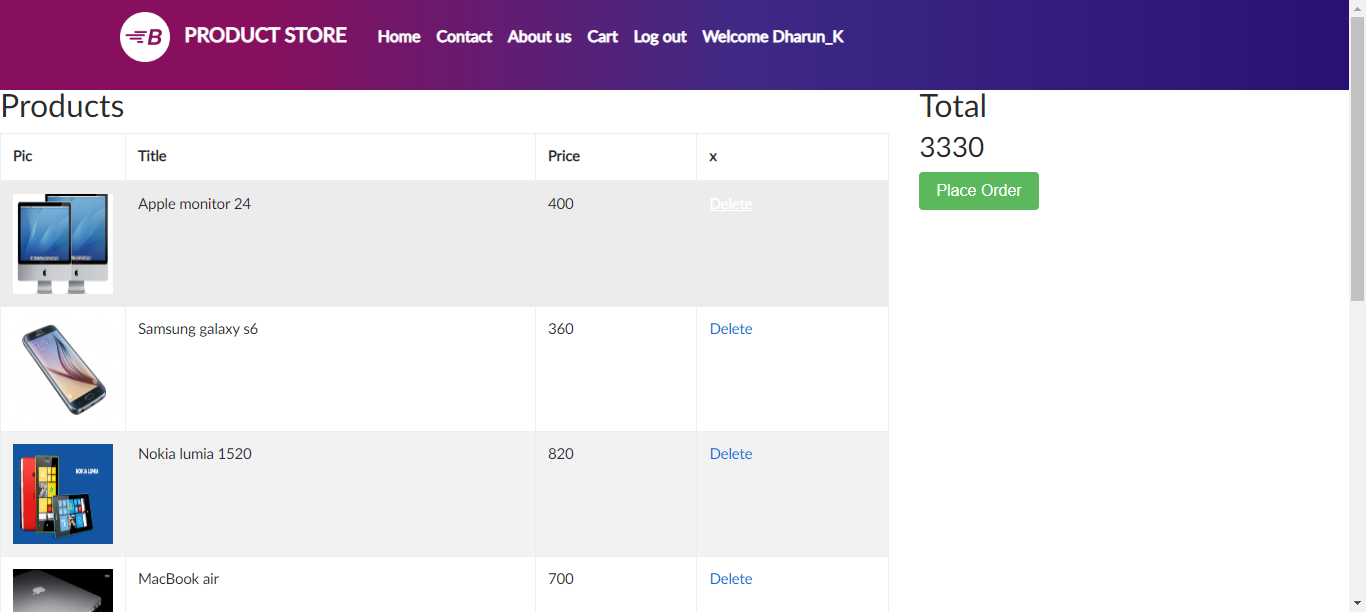 B PRODUCT STORE Home Contact About us Cart Log out Welcome Dharun_K
Products
Pic Title Price x
Apple monitor 24 400 Delete
Samsung galaxy s6 360 Delete
NOKIA LUMIA
Nokia lumia 1520 820 Delete
MacBook air 700 Delete
Total
3330
Place Order